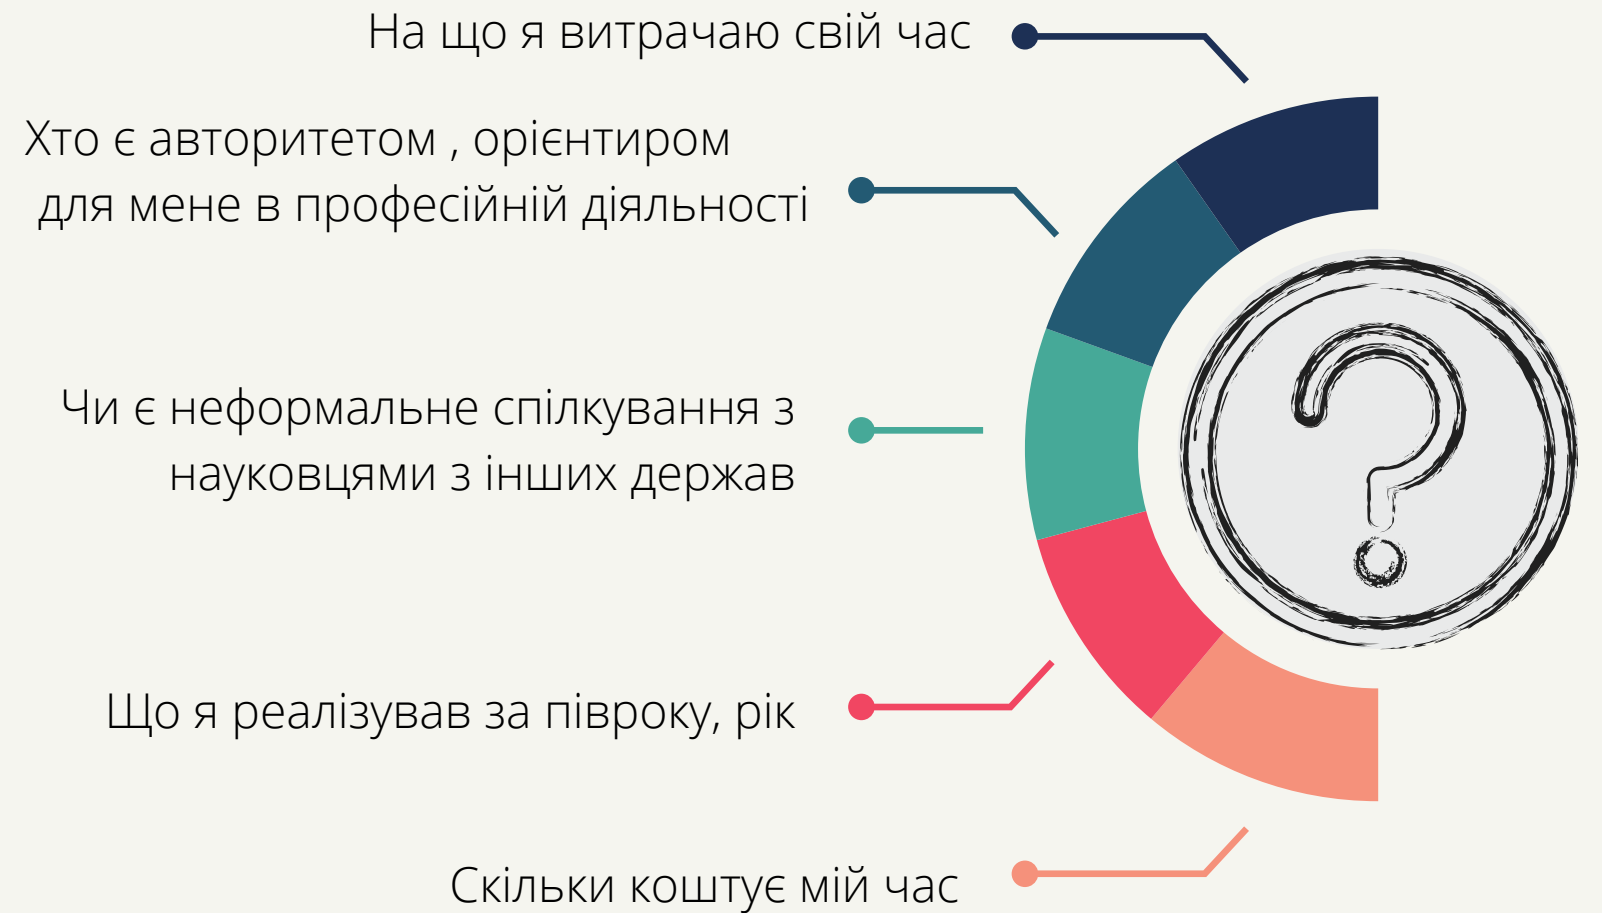 На що я витрачаю свій час
Хто є авторитетом , орієнтиром
для мене в професійній діяльності
Чи є неформальне спілкування з
науковцями з інших держав
Що я реалізував за півроку, рік
Скільки коштує мій час
?